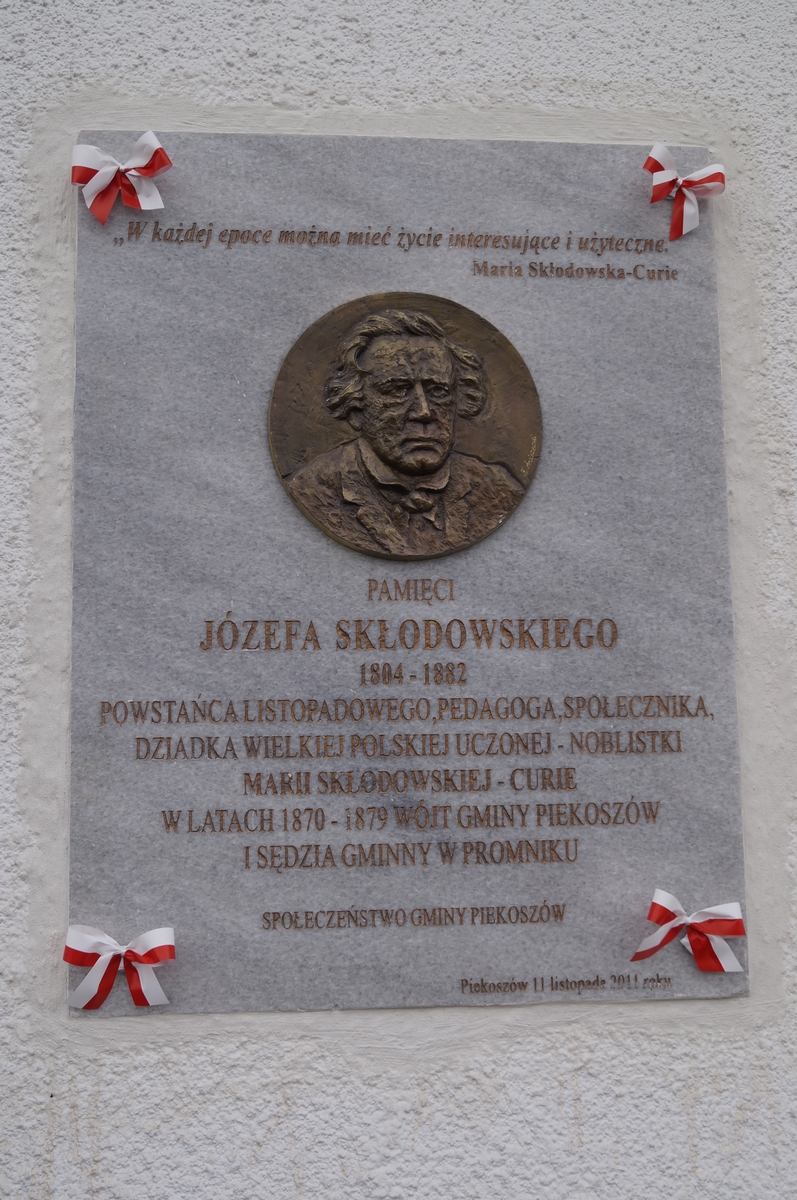 „W każdej epoce można mieć życie interesujące i użyteczne.
Maria Skłodowska-Curie
PAMIĘCI
JÓZEFA SKŁODOWSKIEGO
1804 - 1882
POWSTAŃCA LISTOPADOWEGO,PEDAGOGA,SPOŁECZNIKA,
DZIADKA WIELKIEJ POLSKIEJ UCZONEJ - NOBLISTKI
MARII SKŁODOWSKIEJ - CURIE
W LATACH 1870 - 1879 WÓJT GMINY PIEKOSZÓW
I SĘDZIA GMINNY W PROMNIKU
SPOŁECZEŃSTWO GMINY PIEKOSZÓW
Piekoszów 11 listopada 2011 roku